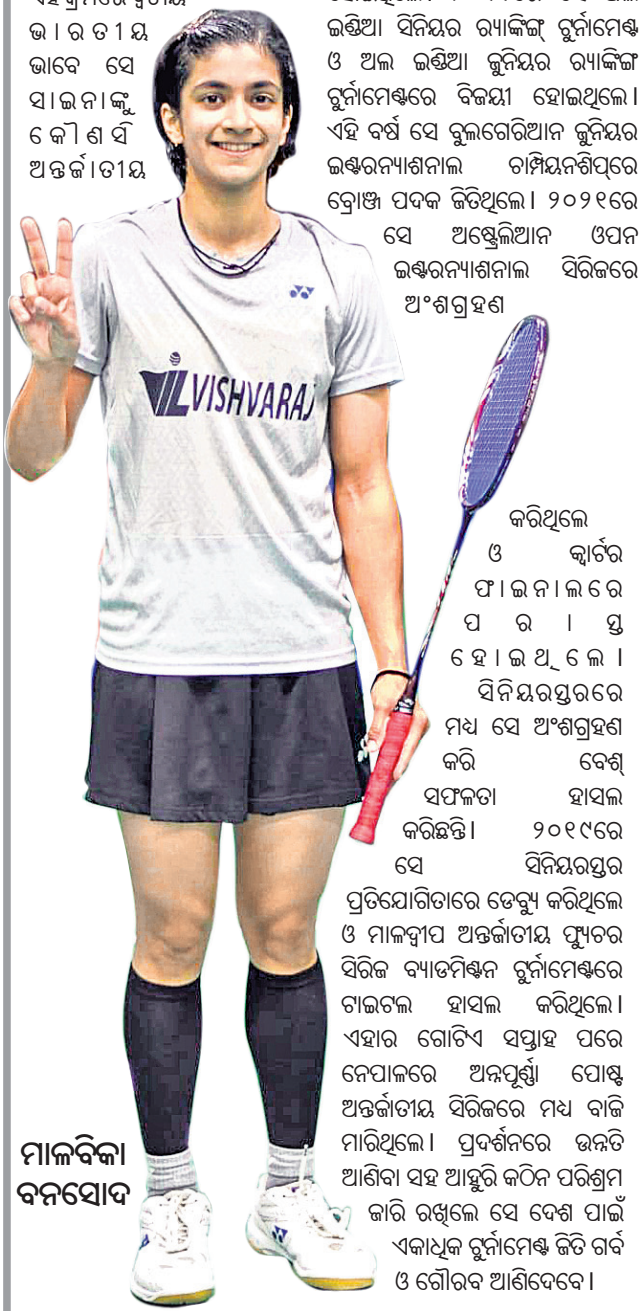 ଭାରତୀୟ
ଭାବେ ସେ
ସାଇନାଙ୍କୁ
କୌଣସି
ଅନ୍ତର୍ଜାତୀୟ
ଇଣ୍ଡିଆ ସିନିୟର ର‌୍ୟାଙ୍କିଙ୍ଗ୍ ଟୁର୍ନାମେଣ୍ଟ
ଓ ଅଲ ଇଣ୍ଡିଆ ଜୁନିୟର ର‌୍ୟାଙ୍କିଙ୍ଗ
ଟୁର୍ନାମେଣ୍ଟରେ ବିଜୟୀ ହୋଇଥିଲେ।
ଏହି ବର୍ଷ ସେ ବୁଲଗେରିଆନ ଜୁନିୟର
ଇଣ୍ଟରନ୍ୟାଶନାଲ ଚାମ୍ପିୟନଶିପ୍‌ରେ
ବ୍ରୋଞ୍ଜ ପଦକ ଜିତିଥିଲେ। ୨୦୨୧ରେ
ସେ ଅଷ୍ଟ୍ରେଲିଆନ ଓପନ
ଇଣ୍ଟରନ୍ୟାଶନାଲ ସିରିଜରେ
ଅଂଶଗ୍ରହଣ
କରିଥିଲେ
ଓ କ୍ୱାର୍ଟର
ଫାଇନାଲରେ
ପରାସ୍ତ
ହୋଇଥିଲେ।
ସିନିୟରସ୍ତରରେ
ମଧ୍ୟ ସେ ଅଂଶଗ୍ରହଣ
କରି ବେଶ୍
ସଫଳତା ହାସଲ
କରିଛନ୍ତି। ୨୦୧୯ରେ
ସେ ସିନିୟରସ୍ତର
ପ୍ରତିଯୋଗିତାରେ ଡେବ୍ୟୁ କରିଥିଲେ
ଓ ମାଳଦ୍ୱୀପ ଅନ୍ତର୍ଜାତୀୟ ଫ୍ୟୁଚର
ସିରିଜ ବ୍ୟାଡମିଣ୍ଟନ ଟୁର୍ନାମେଣ୍ଟରେ
ଟାଇଟଲ ହାସଲ କରିଥିଲେ।
ଏହାର ଗୋଟିଏ ସପ୍ତାହ ପରେ
ନେପାଳରେ ଅନ୍ନପୂର୍ଣ୍ଣା ପୋଷ୍ଟ
ଅନ୍ତର୍ଜାତୀୟ ସିରିଜରେ ମଧ୍ୟ ବାଜି
ମାରିଥିଲେ। ପ୍ରଦର୍ଶନରେ ଉନ୍ନତି
ଆଣିବା ସହ ଆହୁରି କଠିନ ପରିଶ୍ରମ
ଜାରି ରଖିଲେ ସେ ଦେଶ ପାଇଁ
ଏକାଧିକ ଟୁର୍ନାମେଣ୍ଟ ଜିତି ଗର୍ବ
ଓ ଗୌରବ ଆଣିଦେବେ।
VIL VISHVARAJ
ମାଳବିକା
ବନସୋଦ